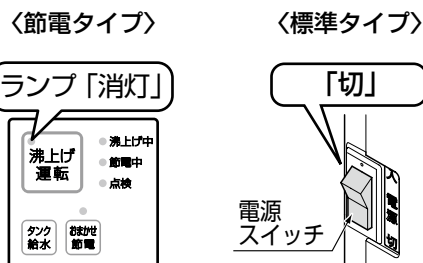 〈節電タイプ〉
ランプ「消灯」
沸上げ
運転
沸上げ中
節電中
点検
タンク
給水
おまかせ
節電
〈標準タイプ〉
「切」
入
電
源
切
電源
スイッチ